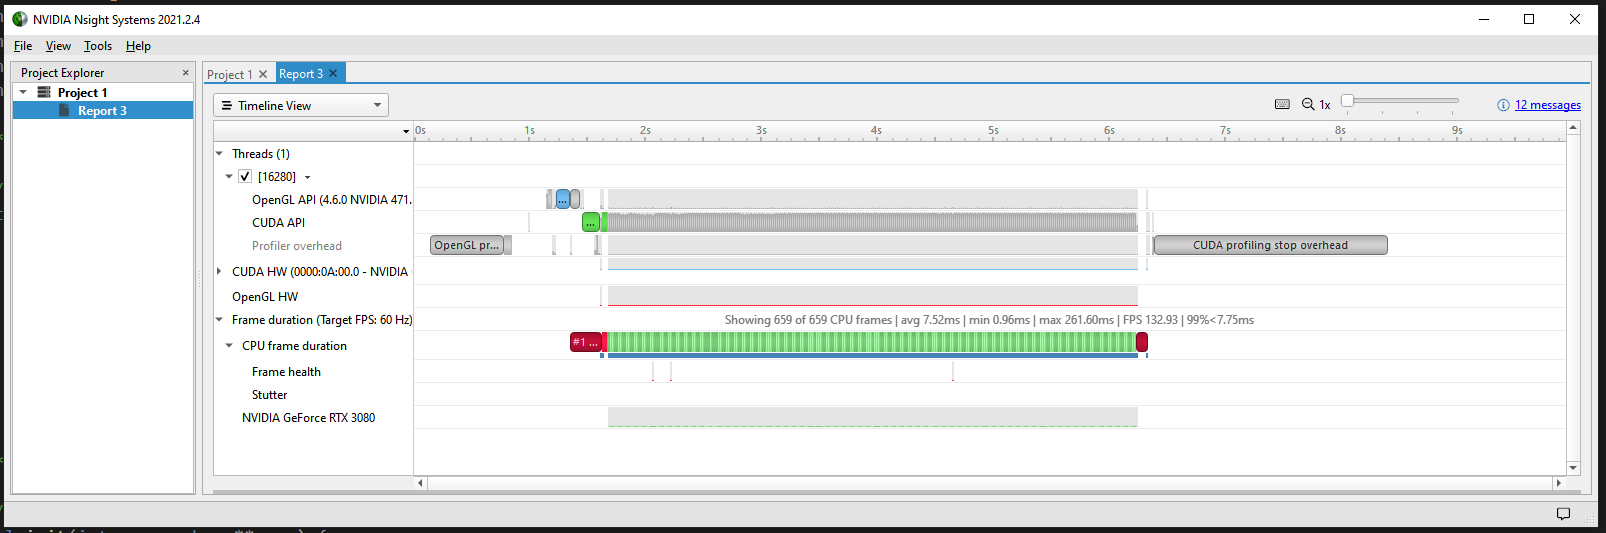 NVIDIA Nsight Systems 2021.2.4
File View Tools Help
Project Explorer
Project 1
Report 3
Project 1
Report 3
Timeline View
1x
12 messages
0s 1s 2s 3s 4s 5s 6s 7s 8s 9s
Threads (1)
[16280]
OpenGL API (4.6.0 NVIDIA 471.
...
CUDA API
...
Profiler overhead
OpenGL pr...
CUDA profiling stop overhead
CUDA HW (0000:0A:00.0 - NVIDIA
OpenGL HW
Frame duration (Target FPS: 60 Hz)
Showing 659 of 659 CPU frames | avg 7.52ms | min 0.96ms | max 261.60ms | FPS 132.93 | 99%<7.75ms
CPU frame duration
#1 ...
Frame health
Stutter
NVIDIA GeForce RTX 3080